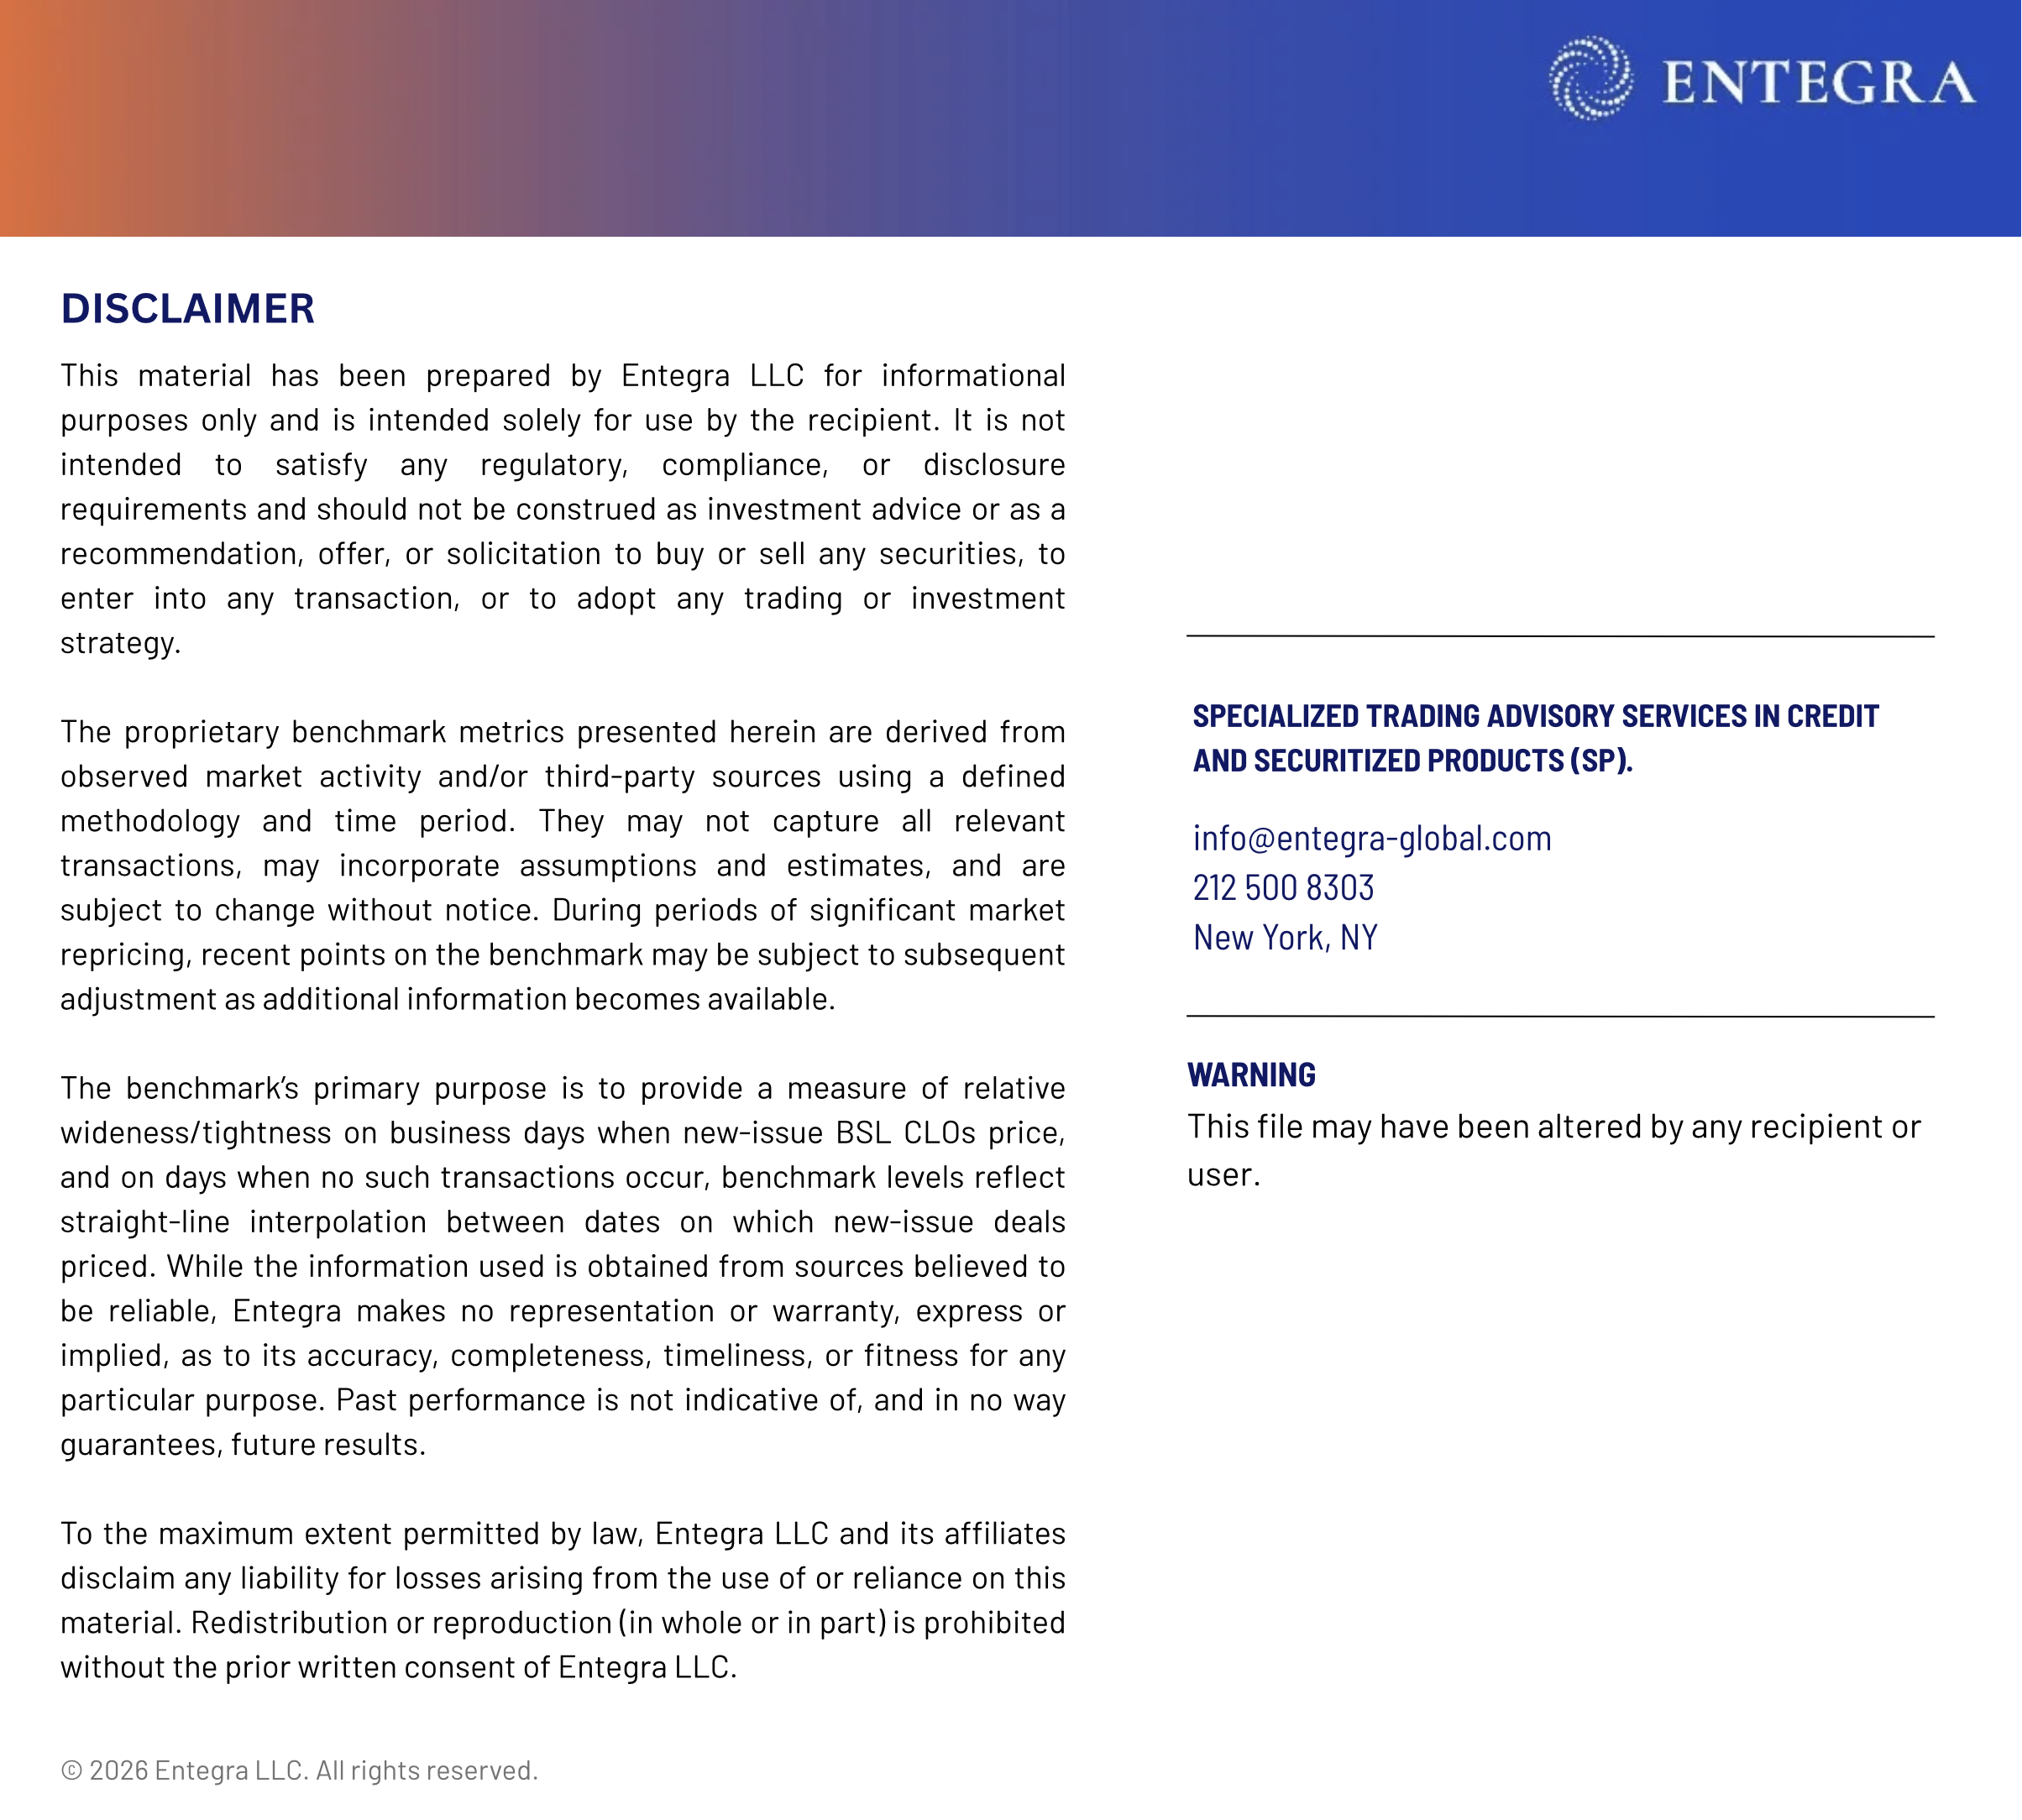 ENTEGRA
DISCLAIMER
This material has been prepared by Entegra LLC for informational
purposes only and is intended solely for use by the recipient. It is not
intended to satisfy any regulatory, compliance, or disclosure
requirements and should not be construed as investment advice or as a
recommendation, offer, or solicitation to buy or sell any securities, to
enter into any transaction, or to adopt any trading or investment
strategy.
The proprietary benchmark metrics presented herein are derived from
observed market activity and/or third-party sources using a defined
methodology and time period. They may not capture all relevant
transactions, may incorporate assumptions and estimates, and are
subject to change without notice. During periods of significant market
repricing, recent points on the benchmark may be subject to subsequent
adjustment as additional information becomes available.
The benchmark’s primary purpose is to provide a measure of relative
wideness/tightness on business days when new-issue BSL CLOs price,
and on days when no such transactions occur, benchmark levels reflect
straight-line interpolation between dates on which new-issue deals
priced. While the information used is obtained from sources believed to
be reliable, Entegra makes no representation or warranty, express or
implied, as to its accuracy, completeness, timeliness, or fitness for any
particular purpose. Past performance is not indicative of, and in no way
guarantees, future results.
To the maximum extent permitted by law, Entegra LLC and its affiliates
disclaim any liability for losses arising from the use of or reliance on this
material. Redistribution or reproduction (in whole or in part) is prohibited
without the prior written consent of Entegra LLC.
© 2026 Entegra LLC. All rights reserved.
SPECIALIZED TRADING ADVISORY SERVICES IN CREDIT
AND SECURITIZED PRODUCTS (SP).
info@entegra-global.com
212 500 8303
New York, NY
WARNING
This file may have been altered by any recipient or
user.